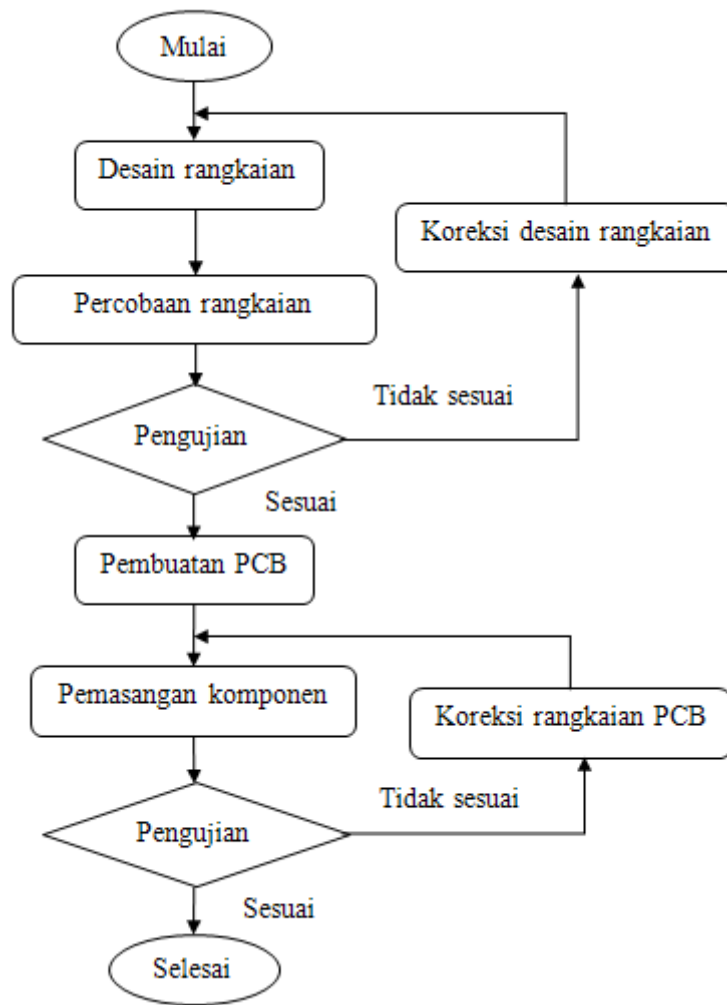 Mulai
Desain rangkaian
Koreksi desain rangkaian
Percobaan rangkaian
Tidak sesuai
Pengujian
Sesuai
Pembuatan PCB
Pemasangan komponen
Koreksi rangkaian PCB
Tidak sesuai
Pengujian
Sesuai
Selesai